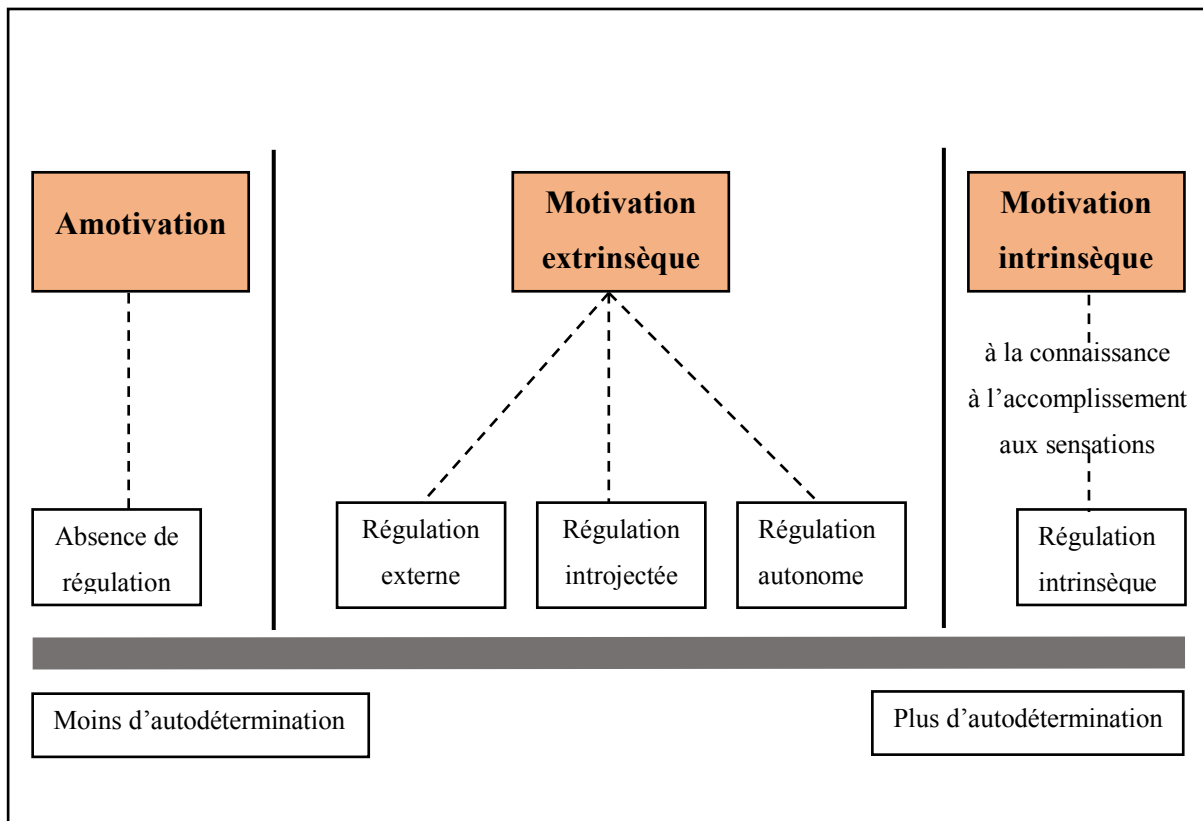 Amotivation
Motivation
extrinsèque
Motivation
intrinsèque
à la connaissance
à l’accomplissement
aux sensations
Absence de
régulation
Régulation
externe
Régulation
introjectée
Régulation
autonome
Régulation
intrinsèque
Moins d’autodétermination
Plus d’autodétermination